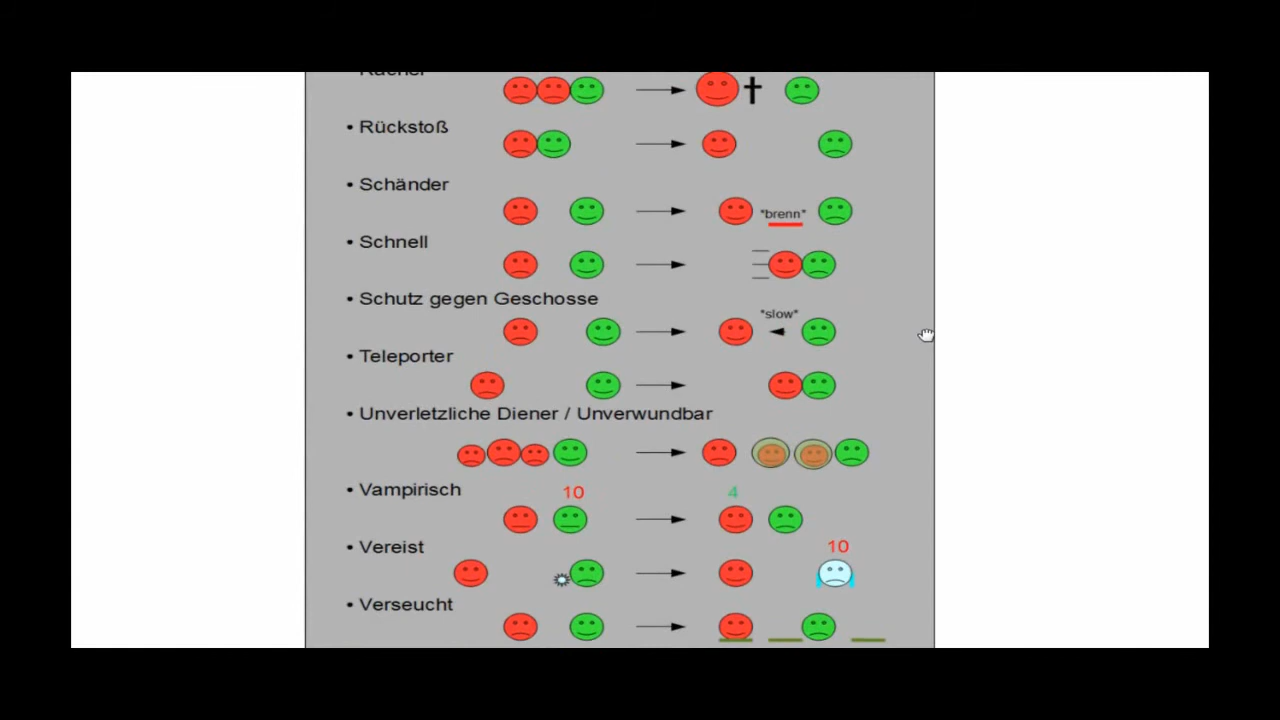 • Rückstoß
• Schänder
*brenn*
• Schnell
• Schutz gegen Geschosse
*slow*
• Teleporter
• Unverletzliche Diener / Unverwundbar
• Vampirisch
10
4
• Vereist
10
• Verseucht